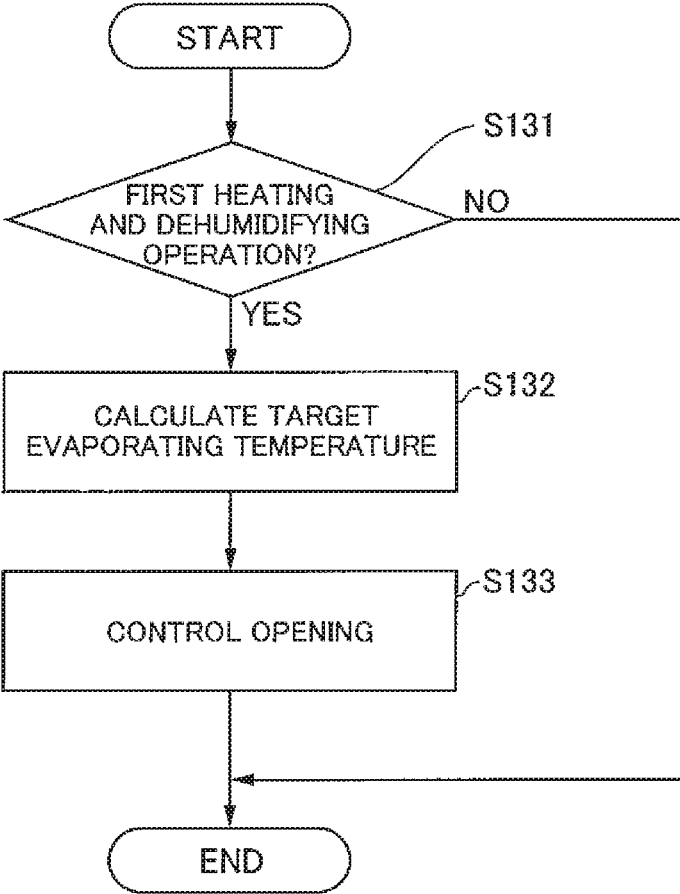 START
S131
FIRST HEATING
AND DEHUMIDIFYING
OPERATION?
NO
YES
S132
CALCULATE TARGET
EVAPORATING TEMPERATURE
S133
CONTROL OPENING
END